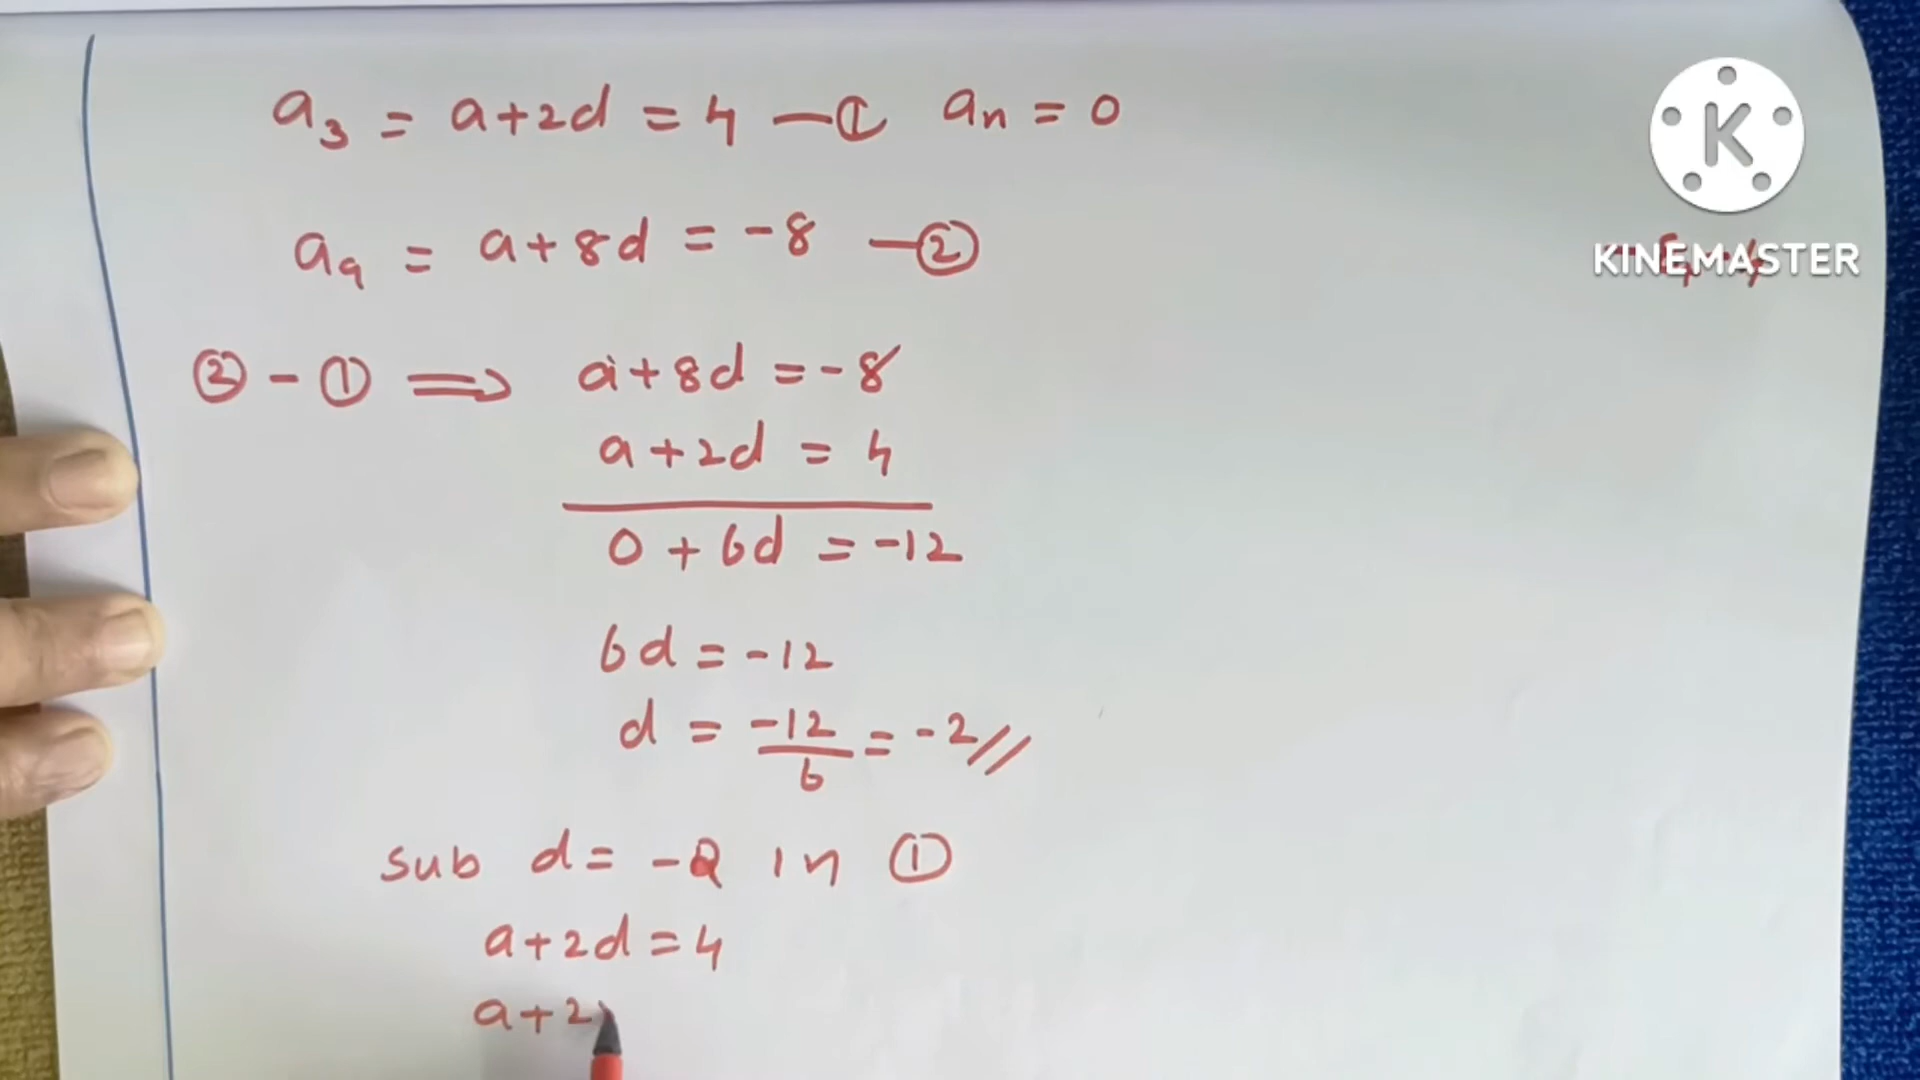 a₃ = a+2d = 4 —① aₙ = 0
K
a₉ = a+8d = -8 —②
KINEMASTER
② - ① ⟹ a+8d = -8
a+2d = 4
0 + 6d = -12
6d = -12
d = -12/6 = -2//
sub d = -2 in ①
a+2d = 4
a+2